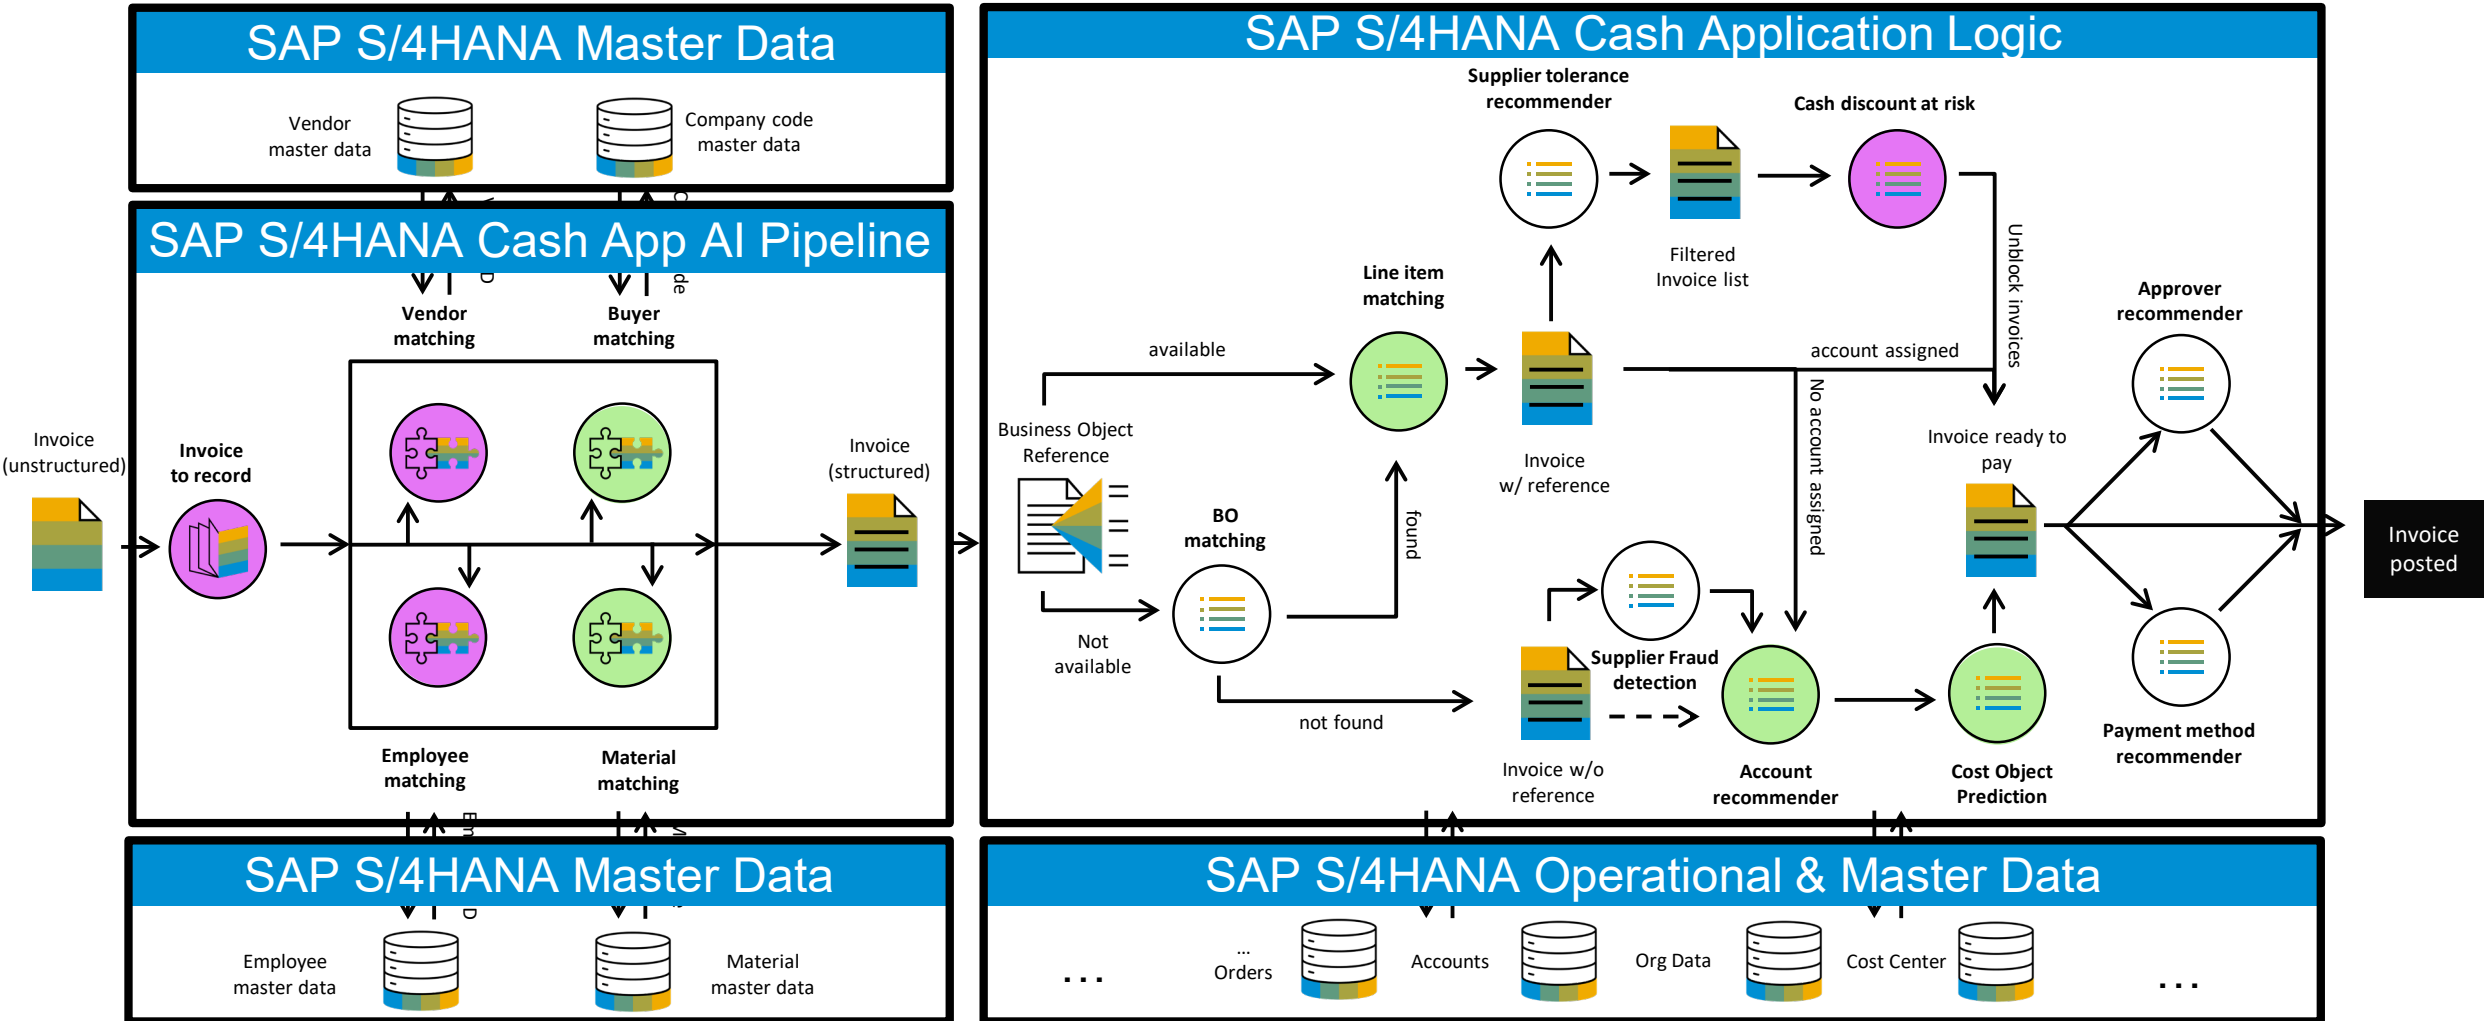 SAP S/4HANA Master Data
Vendor
master data
Company code
master data
SAP S/4HANA Cash App AI Pipeline
Vendor
matching
Buyer
matching
Invoice
(unstructured)
Invoice
to record
Employee
matching
Material
matching
Invoice
(structured)
SAP S/4HANA Master Data
Employee
master data
Material
master data
SAP S/4HANA Cash Application Logic
Supplier tolerance
recommender
Cash discount at risk
Filtered
Invoice list
Unblock invoices
Line item
matching
available
Business Object
Reference
Invoice
w/ reference
account assigned
No account assigned
Approver
recommender
Invoice ready to
pay
BO
matching
found
Not
available
not found
Supplier Fraud
detection
Invoice w/o
reference
Account
recommender
Cost Object
Prediction
Payment method
recommender
Invoice
posted
SAP S/4HANA Operational & Master Data
...
...
Orders
Accounts
Org Data
Cost Center
...